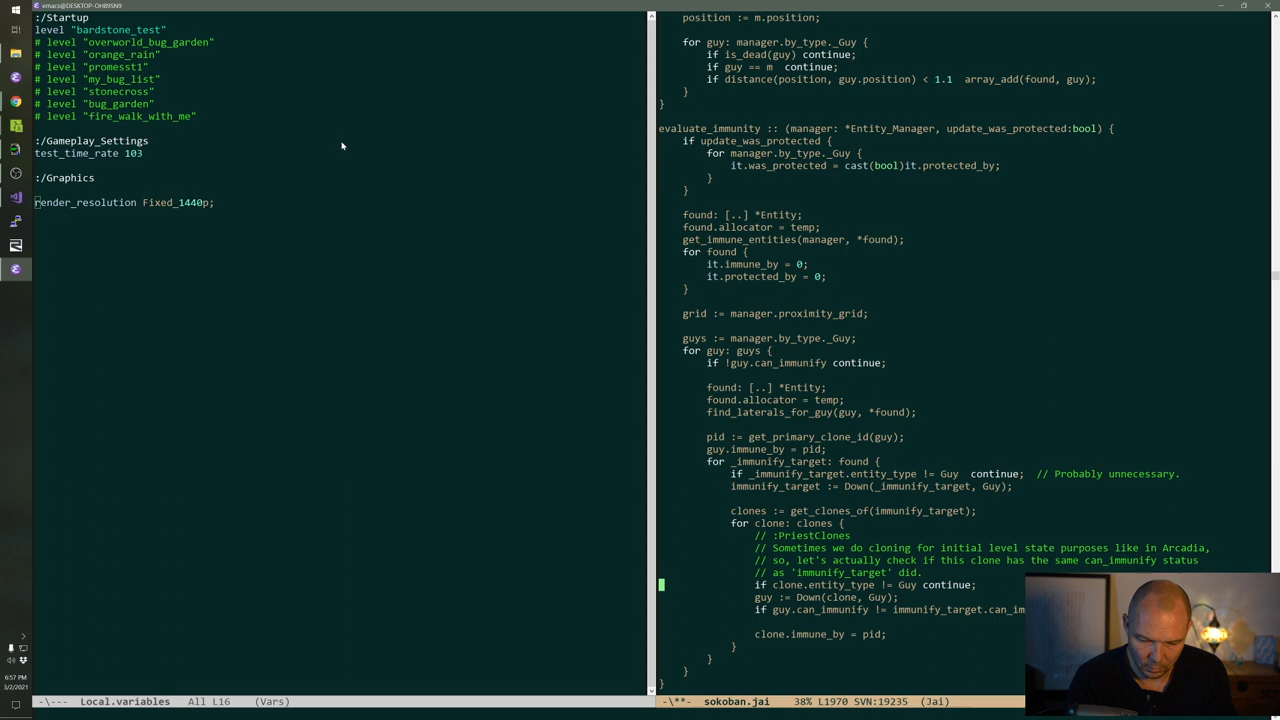 emacs@DESKTOP-OH89SN9
:/Startup
level "bardstone_test"
# level "overworld_bug_garden"
# level "orange_rain"
# level "promesst1"
# level "my_bug_list"
# level "stonecross"
# level "bug_garden"
# level "fire_walk_with_me"
:/Gameplay_Settings
test_time_rate 103
:/Graphics
render_resolution Fixed_1440p;
-\--- Local.variables All L16 (Vars)
position := m.position;
for guy: manager.by_type._Guy {
if is_dead(guy) continue;
if guy == m continue;
if distance(position, guy.position) < 1.1 array_add(found, guy);
}
}
evaluate_immunity :: (manager: *Entity_Manager, update_was_protected:bool) {
if update_was_protected {
for manager.by_type._Guy {
it.was_protected = cast(bool)it.protected_by;
}
}
found: [..] *Entity;
found.allocator = temp;
get_immune_entities(manager, *found);
for found {
it.immune_by = 0;
it.protected_by = 0;
}
grid := manager.proximity_grid;
guys := manager.by_type._Guy;
for guy: guys {
if !guy.can_immunify continue;
found: [..] *Entity;
found.allocator = temp;
find_laterals_for_guy(guy, *found);
pid := get_primary_clone_id(guy);
guy.immune_by = pid;
for _immunify_target: found {
if _immunify_target.entity_type != Guy continue; // Probably unnecessary.
immunify_target := Down(_immunify_target, Guy);
clones := get_clones_of(immunify_target);
for clone: clones {
// :PriestClones
// Sometimes we do cloning for initial level state purposes like in Arcadia,
// so, let's actually check if this clone has the same can_immunify status
// as 'immunify_target' did.
if clone.entity_type != Guy continue;
guy := Down(clone, Guy);
if guy.can_immunify != immunify_target.can_im
clone.immune_by = pid;
}
}
}
}
-\**- sokoban.jai 38% L1970 SVN:19235 (Jai)
6:57 PM
3/2/2021